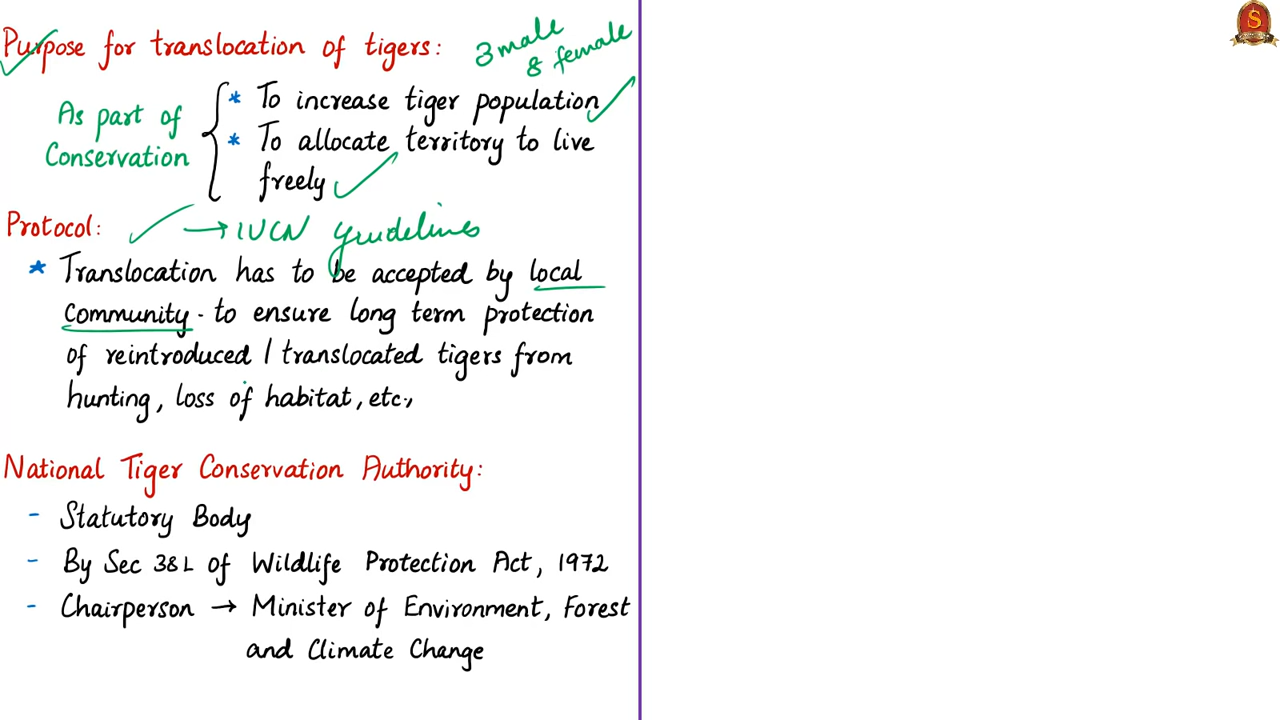 Purpose for translocation of tigers:
3 male
8 female
As part of
Conservation
* To increase tiger population
* To allocate territory to live
freely
Protocol:
→ IUCN guidelines
* Translocation has to be accepted by local
community - to ensure long term protection
of reintroduced / translocated tigers from
hunting, loss of habitat, etc.,
National Tiger Conservation Authority:
- Statutory Body
- By Sec 38L of Wildlife Protection Act, 1972
- Chairperson → Minister of Environment, Forest
and Climate Change
S